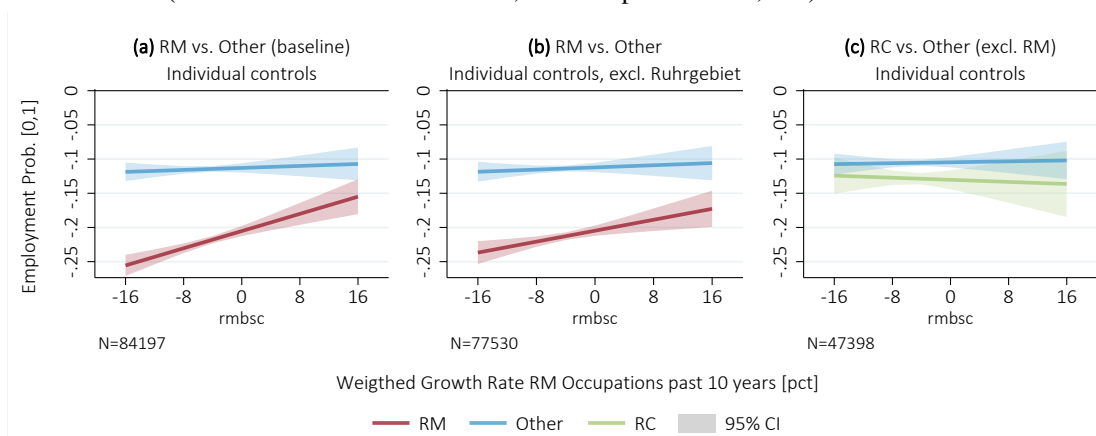 (a) RM vs. Other (baseline)
Individual controls
(b) RM vs. Other
Individual controls, excl. Ruhrgebiet
(c) RC vs. Other (excl. RM)
Individual controls
Employment Prob. [0,1]
0
-.05
-.1
-.15
-.2
-.25
-16 -8 0 8 16
rmbsc
N=84197
0
-.05
-.1
-.15
-.2
-.25
-16 -8 0 8 16
rmbsc
N=77530
0
-.05
-.1
-.15
-.2
-.25
-16 -8 0 8 16
rmbsc
N=47398
Weigthed Growth Rate RM Occupations past 10 years [pct]
RM Other RC 95% CI